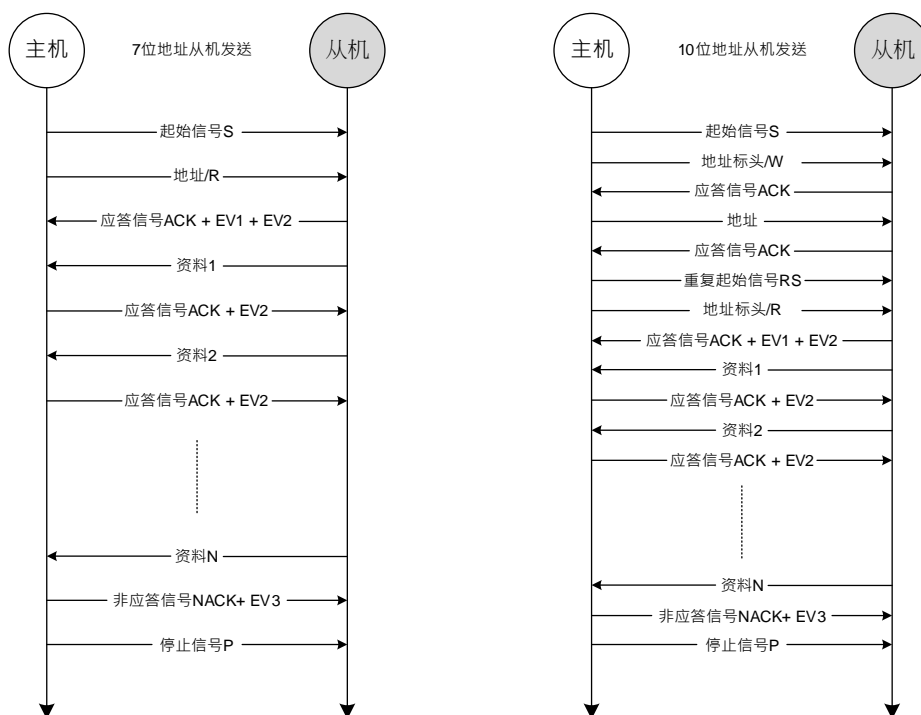 主机
7位地址从机发送
从机
起始信号S
地址/R
应答信号ACK + EV1 + EV2
资料1
应答信号ACK + EV2
资料2
应答信号ACK + EV2
资料N
非应答信号NACK+ EV3
停止信号P
主机
10位地址从机发送
从机
起始信号S
地址标头/W
应答信号ACK
地址
应答信号ACK
重复起始信号RS
地址标头/R
应答信号ACK + EV1 + EV2
资料1
应答信号ACK + EV2
资料2
应答信号ACK + EV2
资料N
非应答信号NACK+ EV3
停止信号P